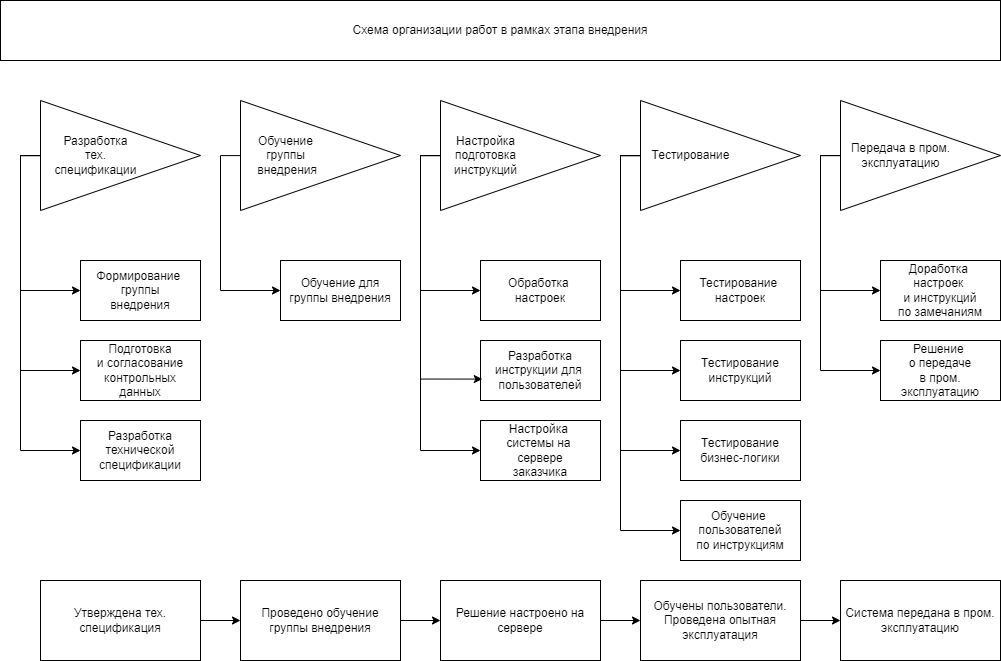 Схема организации работ в рамках этапа внедрения
Разработка
тех.
спецификации
Обучение
группы
внедрения
Настройка
подготовка
инструкций
Тестирование
Передача в пром.
эксплуатацию
Формирование
группы
внедрения
Подготовка
и согласование
контрольных
данных
Разработка
технической
спецификации
Обучение для
группы внедрения
Обработка
настроек
Разработка
инструкции для
пользователей
Настройка
системы на
сервере
заказчика
Тестирование
настроек
Тестирование
инструкций
Тестирование
бизнес-логики
Обучение
пользователей
по инструкциям
Доработка
настроек
и инструкций
по замечаниям
Решение
о передаче
в пром.
эксплуатацию
Утверждена тех.
спецификация
Проведено обучение
группы внедрения
Решение настроено на
сервере
Обучены пользователи.
Проведена опытная
эксплуатация
Система передана в пром.
эксплуатацию